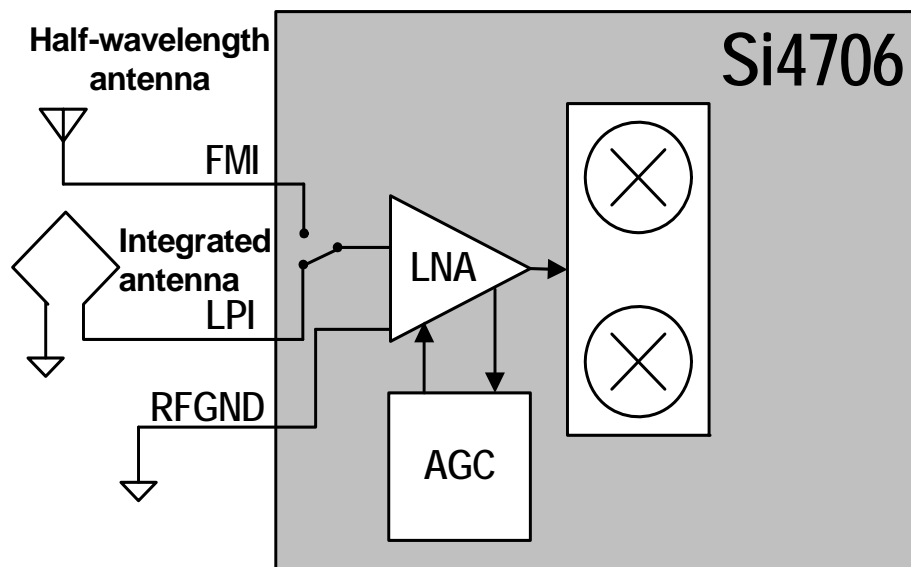 Half-wavelength
antenna
Si4706
FMI
Integrated
antenna
LPI
LNA
RFGND
AGC